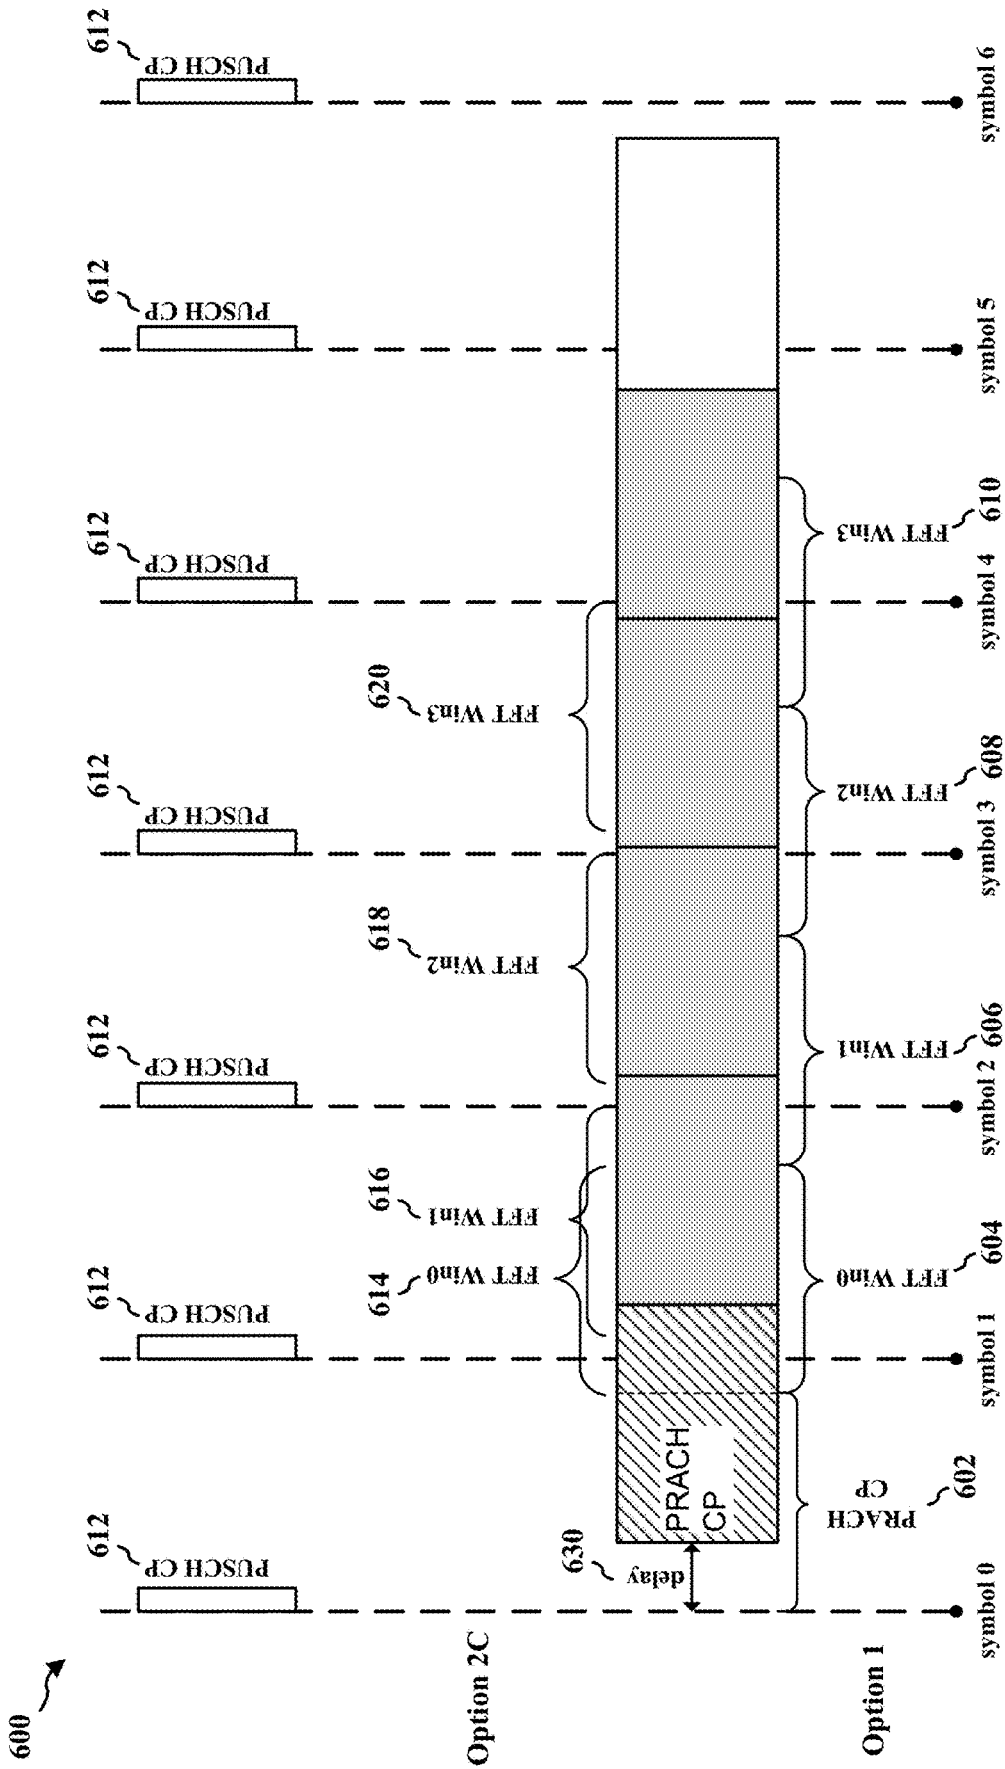 600
612
PUSCH CP
612
PUSCH CP
612
PUSCH CP
612
PUSCH CP
612
PUSCH CP
612
PUSCH CP
612
PUSCH CP
Option 2C
614
FFT Win0
616
FFT Win1
618
FFT Win2
620
FFT Win3
630
delay
PRACH
CP
PRACH
CP
602
FFT Win0
604
FFT Win1
606
FFT Win2
608
FFT Win3
610
Option 1
symbol 0
symbol 1
symbol 2
symbol 3
symbol 4
symbol 5
symbol 6